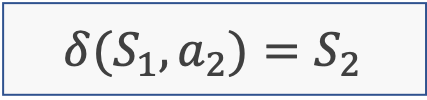 δ(S₁, a₂) = S₂